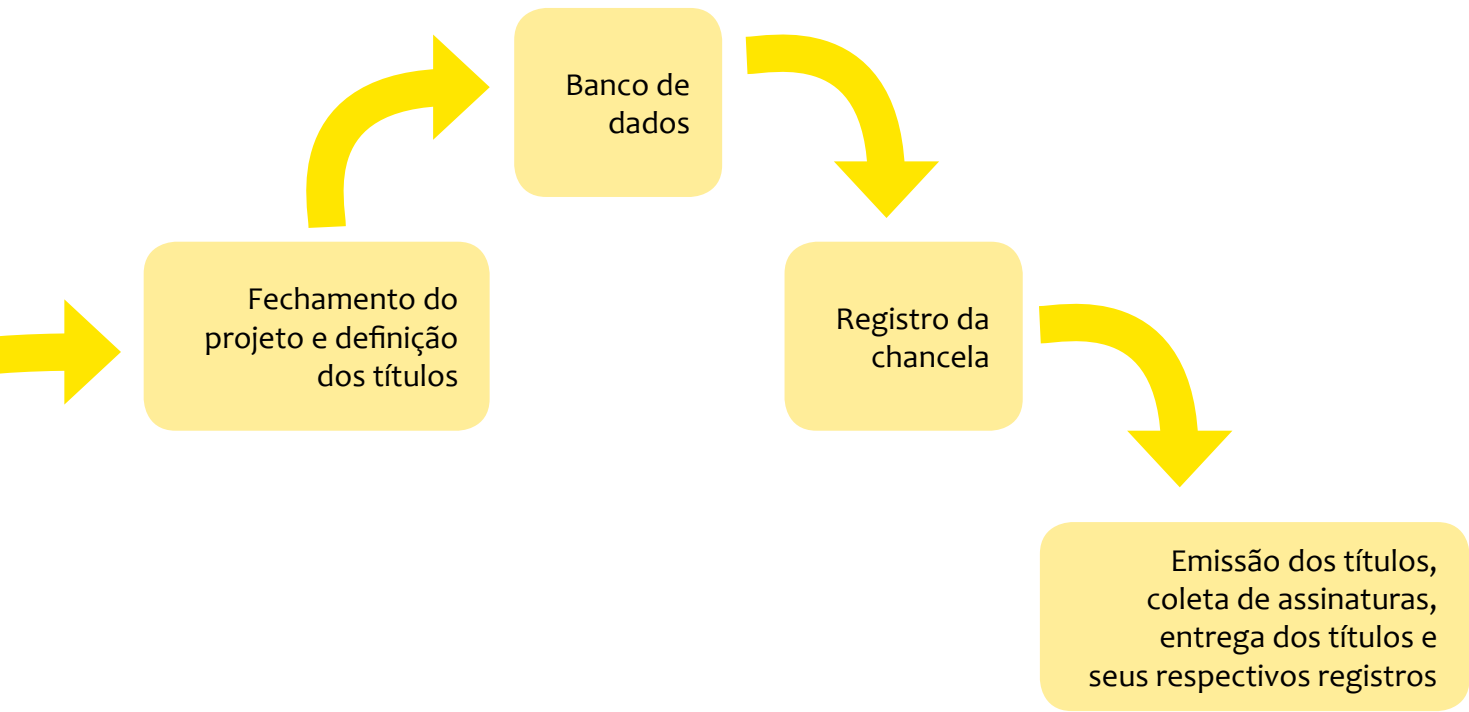 Fechamento do
projeto e definição
dos títulos
Banco de
dados
Registro da
chancela
Emissão dos títulos,
coleta de assinaturas,
entrega dos títulos e
seus respectivos registros